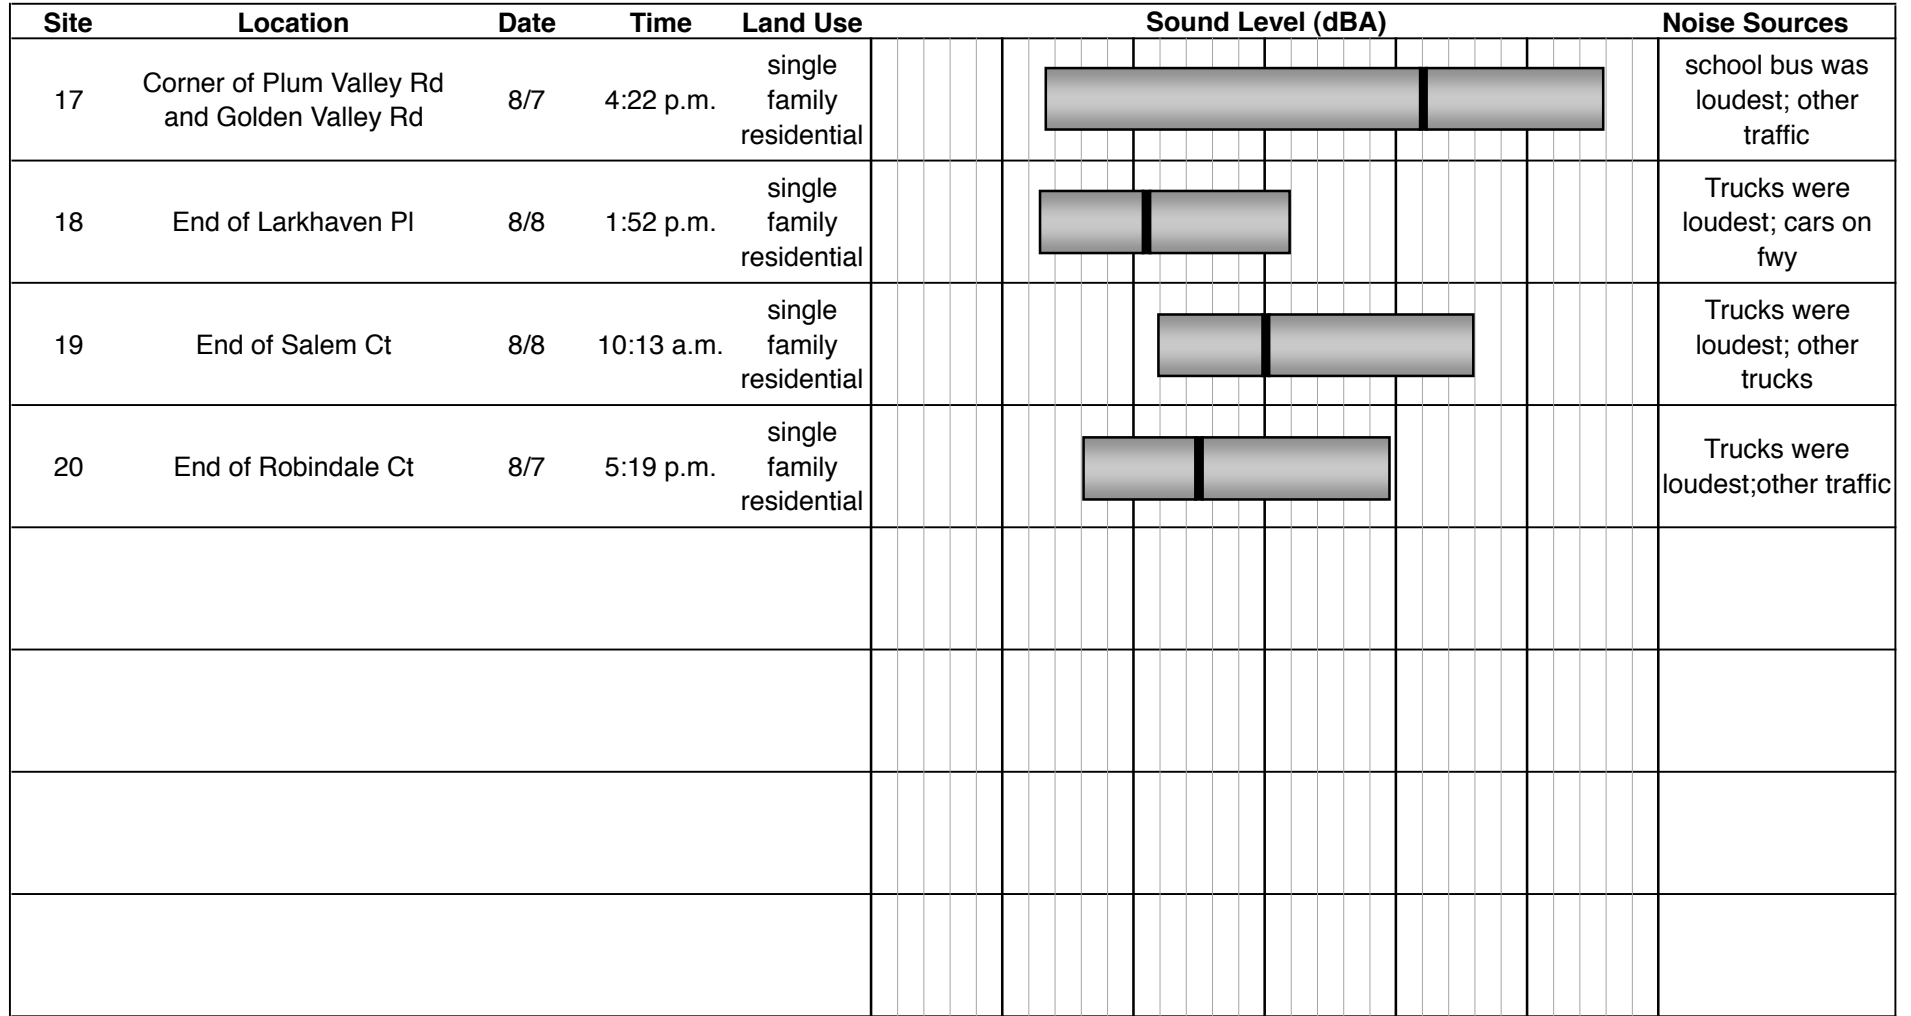 Site Location Date Time Land Use Sound Level (dBA) Noise Sources
17
Corner of Plum Valley Rd
and Golden Valley Rd
8/7
4:22 p.m.
single
family
residential
school bus was
loudest; other
traffic
18
End of Larkhaven Pl
8/8
1:52 p.m.
single
family
residential
Trucks were
loudest; cars on
fwy
19
End of Salem Ct
8/8
10:13 a.m.
single
family
residential
Trucks were
loudest; other
trucks
20
End of Robindale Ct
8/7
5:19 p.m.
single
family
residential
Trucks were
loudest;other traffic